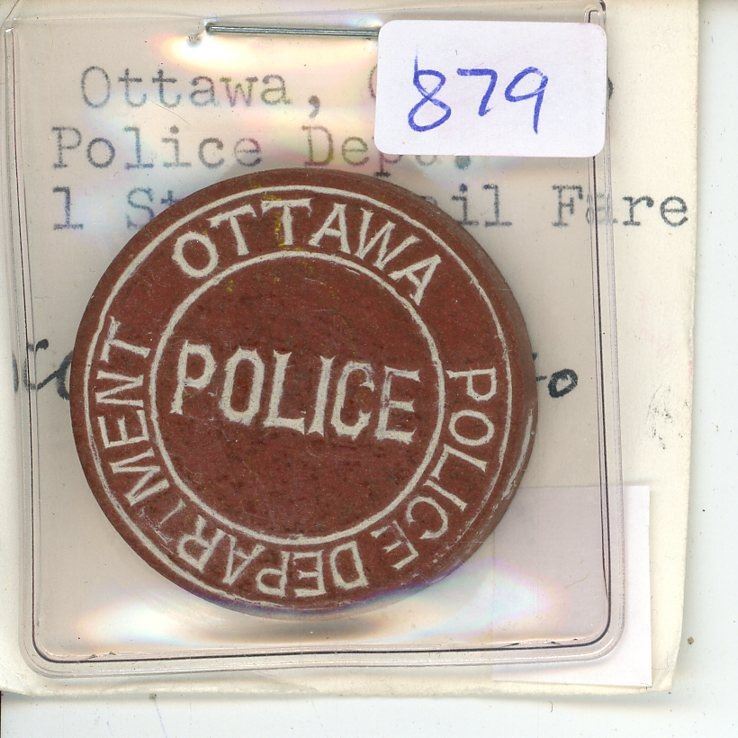 879
Ottawa,
Police
1 Fare
OTTAWA POLICE DEPARTMENT
POLICE